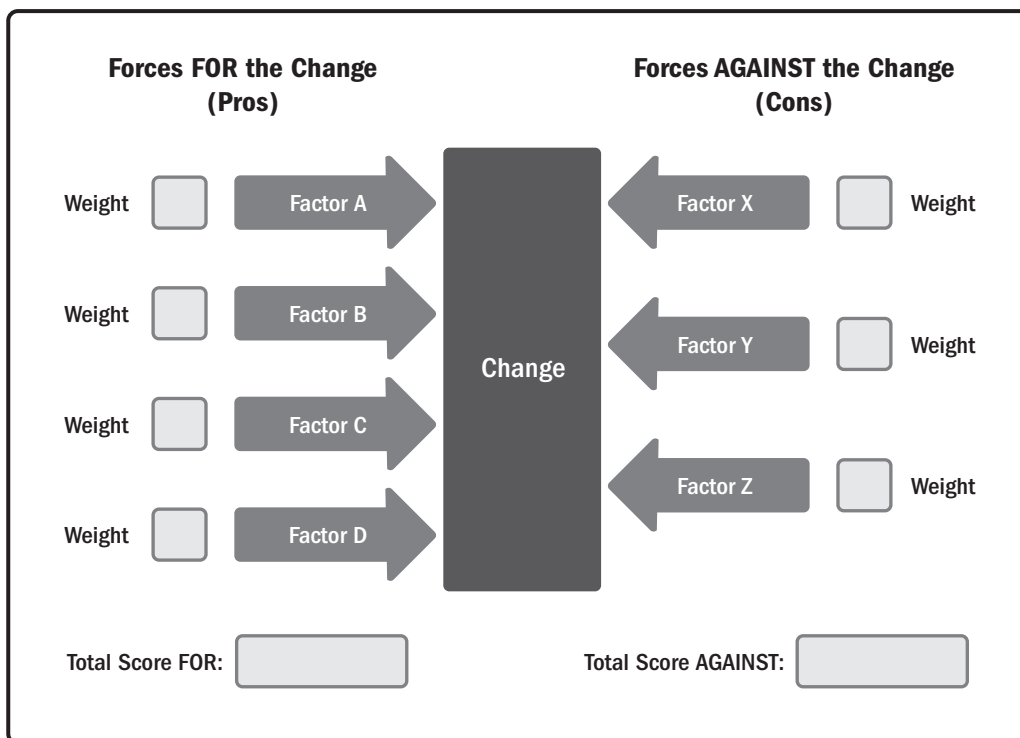 Forces FOR the Change
(Pros)
Forces AGAINST the Change
(Cons)
Weight
Factor A
Factor X
Weight
Weight
Factor B
Factor Y
Weight
Weight
Factor C
Change
Factor Z
Weight
Weight
Factor D
Total Score FOR:
Total Score AGAINST: